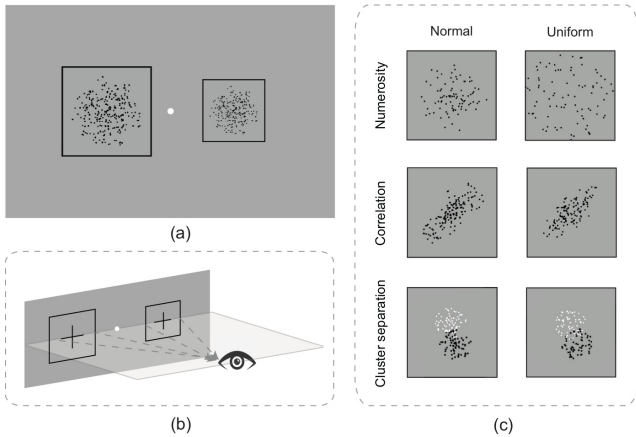 (a)
(b)
Normal Uniform
Numerosity
Correlation
Cluster separation
(c)